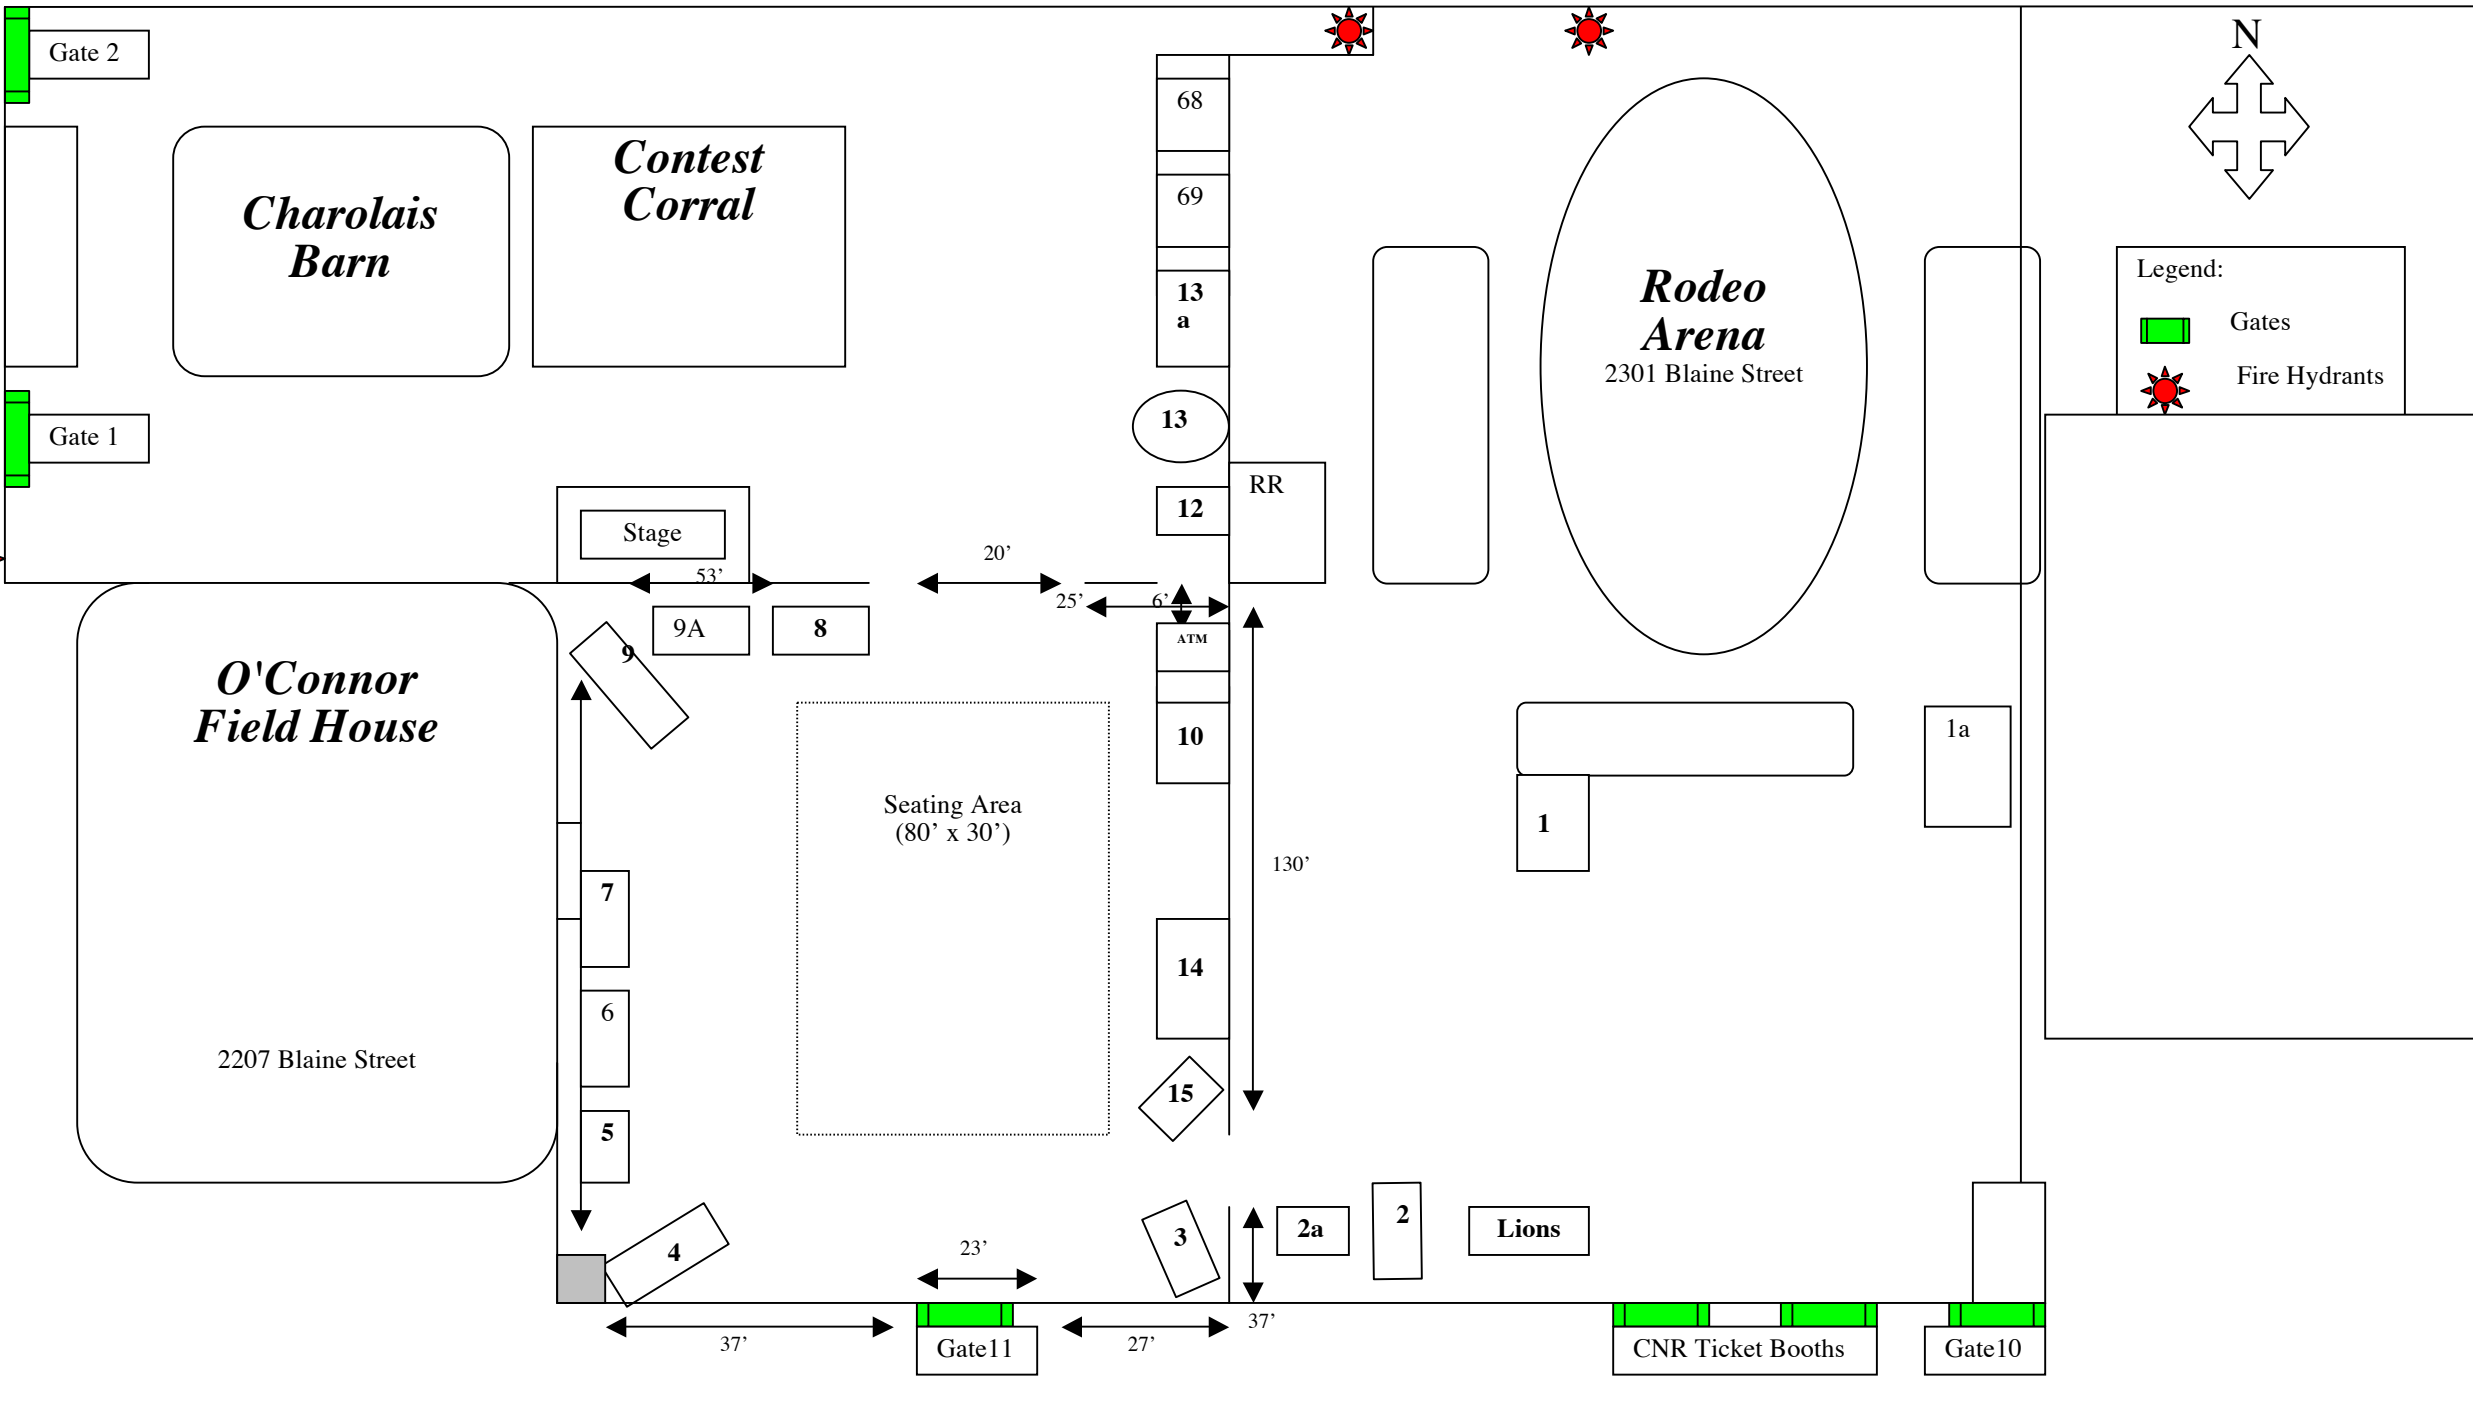 Gate 2
N
68
Contest
Corral
69
Charolais
Barn
Legend:
Gates
Fire Hydrants
13
a
Rodeo
Arena
2301 Blaine Street
13
Gate 1
RR
12
Stage
20’
53’
25’
6’
9A
8
ATM
9
O'Connor
Field House
10
1a
Seating Area
(80’ x 30’)
1
130’
7
14
6
2207 Blaine Street
15
5
2
2a
Lions
3
4
23’
37’
37’
27’
Gate11
CNR Ticket Booths
Gate10